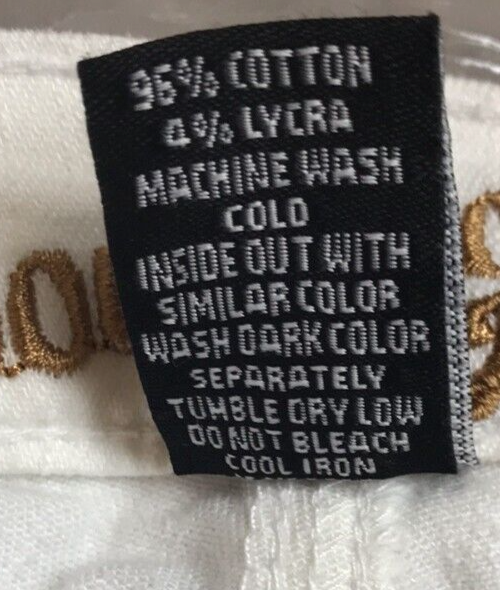 96% COTTON
4% LYCRA
MACHINE WASH
COLD
INSIDE OUT WITH
SIMILAR COLOR
WASH DARK COLOR
SEPARATELY
TUMBLE DRY LOW
DO NOT BLEACH
COOL IRON